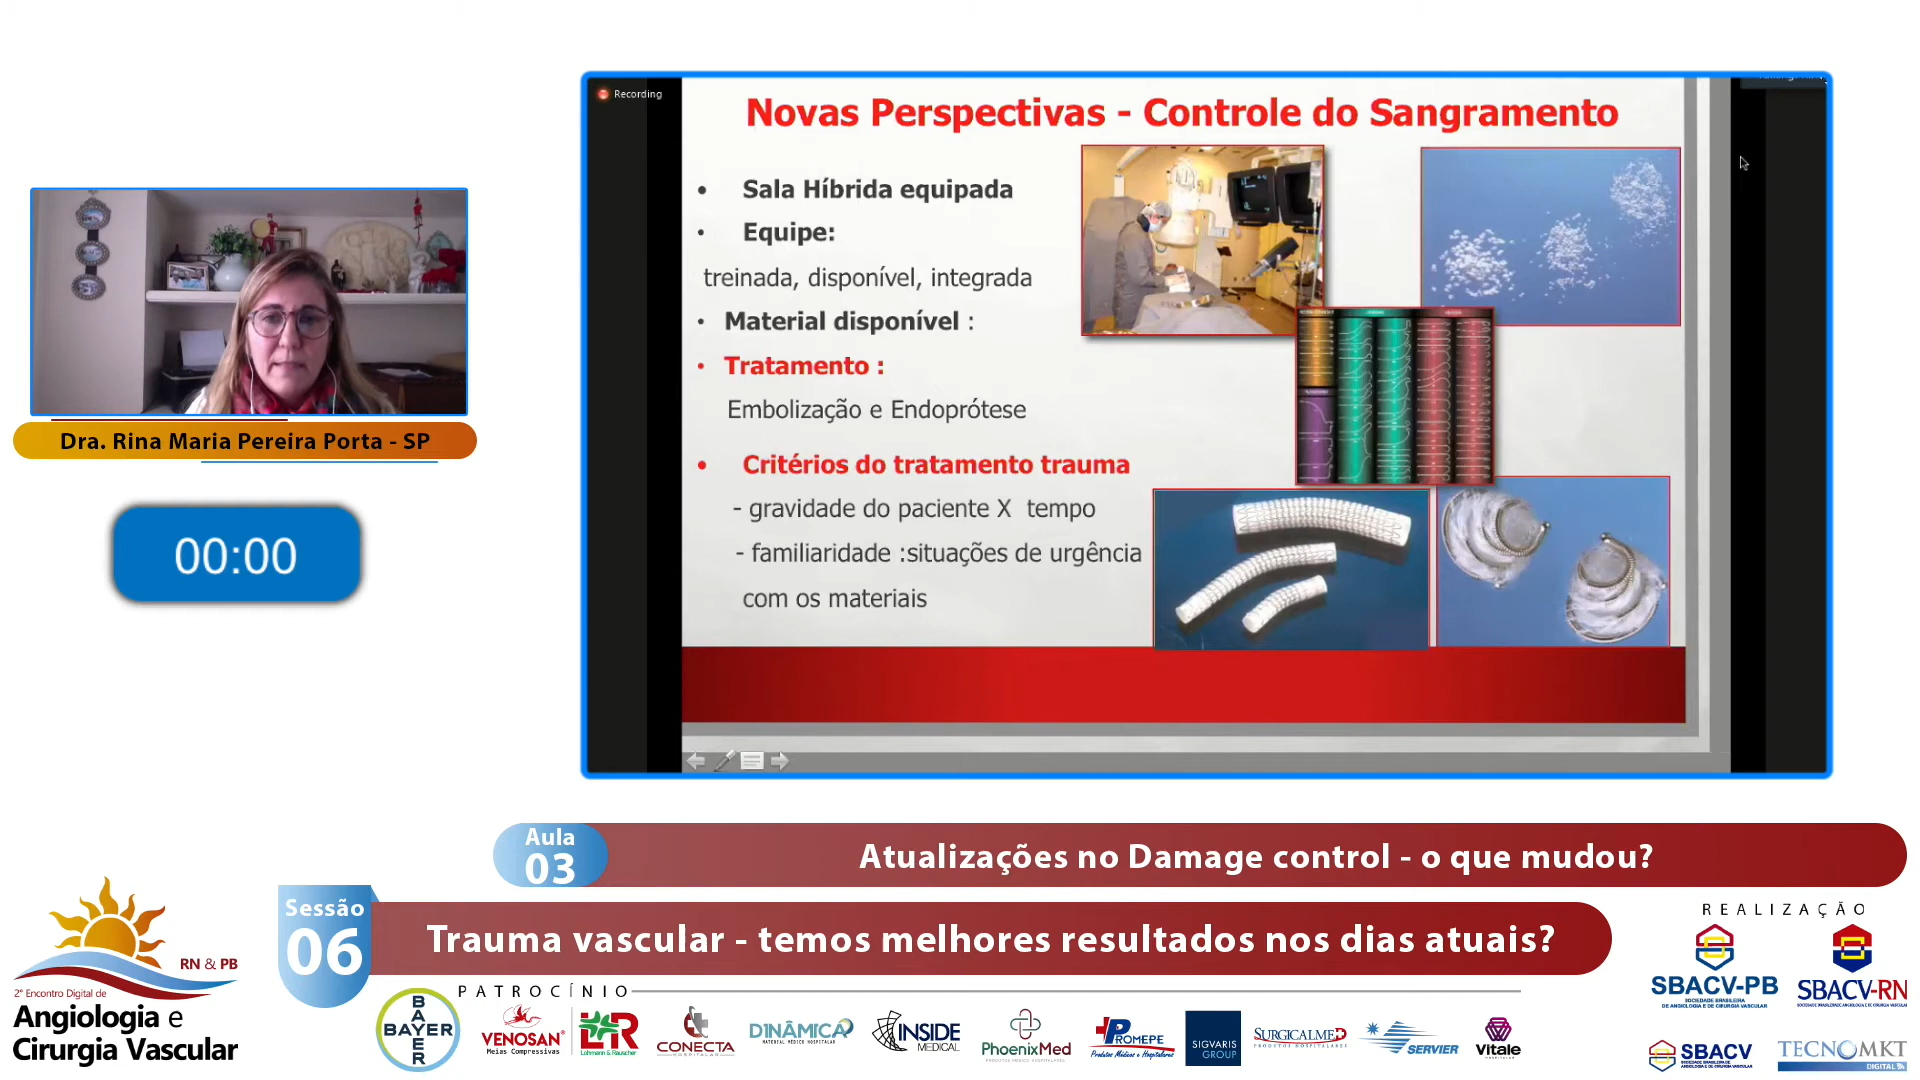 Recording
Novas Perspectivas - Controle do Sangramento
• Sala Híbrida equipada
• Equipe:
treinada, disponível, integrada
• Material disponível :
• Tratamento :
Embolização e Endoprótese
• Critérios do tratamento trauma
- gravidade do paciente X tempo
- familiaridade :situações de urgência
com os materiais
Dra. Rina Maria Pereira Porta - SP
00:00
Aula
03
Atualizações no Damage control - o que mudou?
Sessão
06
Trauma vascular - temos melhores resultados nos dias atuais?
RN & PB
2º Encontro Digital de
Angiologia e
Cirurgia Vascular
PATROCÍNIO
BAYER
BAYER
VENOSAN®
Meias Compressivas
L&R
Lohmann & Rauscher
CONECTA
HOSPITALAR
DINÂMICA
MATERIAL MÉDICO HOSPITALAR
INSIDE
MEDICAL
PhoenixMed
PRODUTOS MÉDICO HOSPITALARES
PROMEPE
Produtos Médicos e Hospitalares
SIGVARIS
GROUP
SURGICALMED
PRODUTOS HOSPITALARES
SERVIER
Vitale
HOSPITALAR
REALIZAÇÃO
SBACV-PB
SOCIEDADE BRASILEIRA
DE ANGIOLOGIA E DE CIRURGIA VASCULAR
SBACV-RN
SOCIEDADE BRASILEIRA DE ANGIOLOGIA E DE CIRURGIA VASCULAR
SBACV
SOCIEDADE BRASILEIRA DE
ANGIOLOGIA E DE CIRURGIA VASCULAR
TECNOMKT
DIGITAL